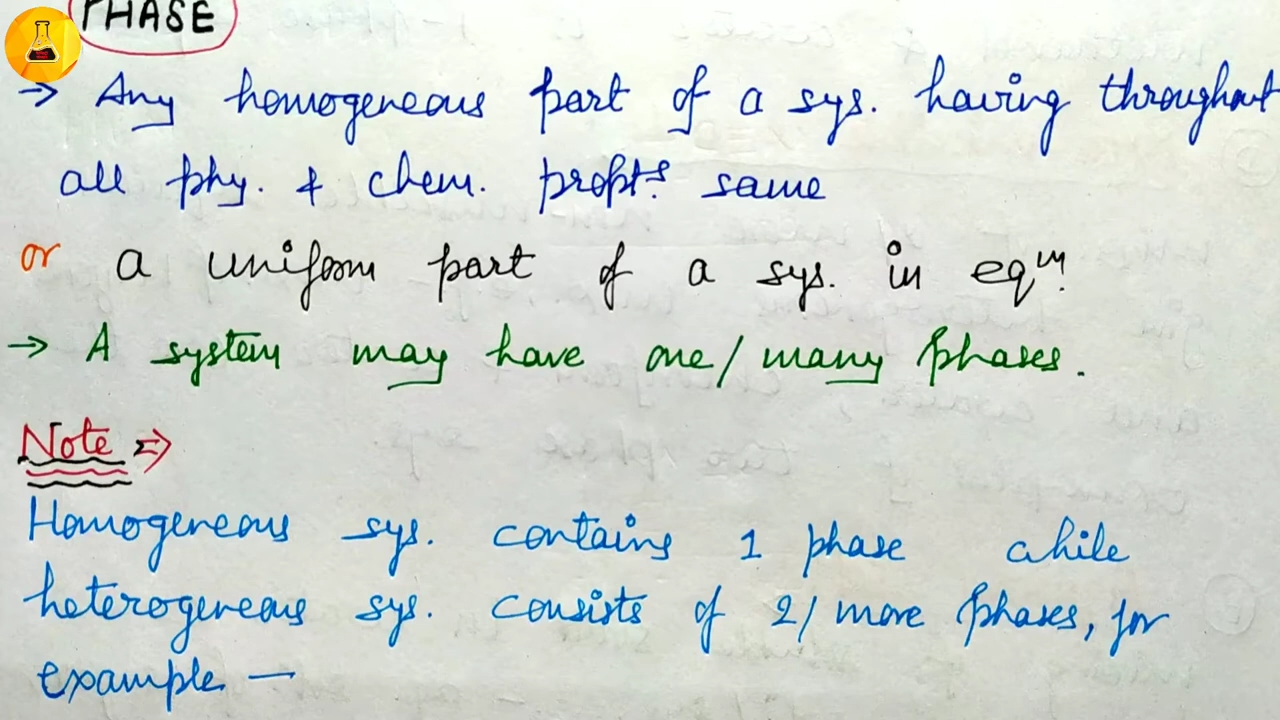 PHASE
→ Any homogeneous part of a sys. having throughout
all phy. & chem. propts. same
or a uniform part of a sys. in eqm.
→ A system may have one/many phases.
Note ⇒
Homogeneous sys. contains 1 phase while
heterogeneous sys. consists of 2/more phases, for
example —